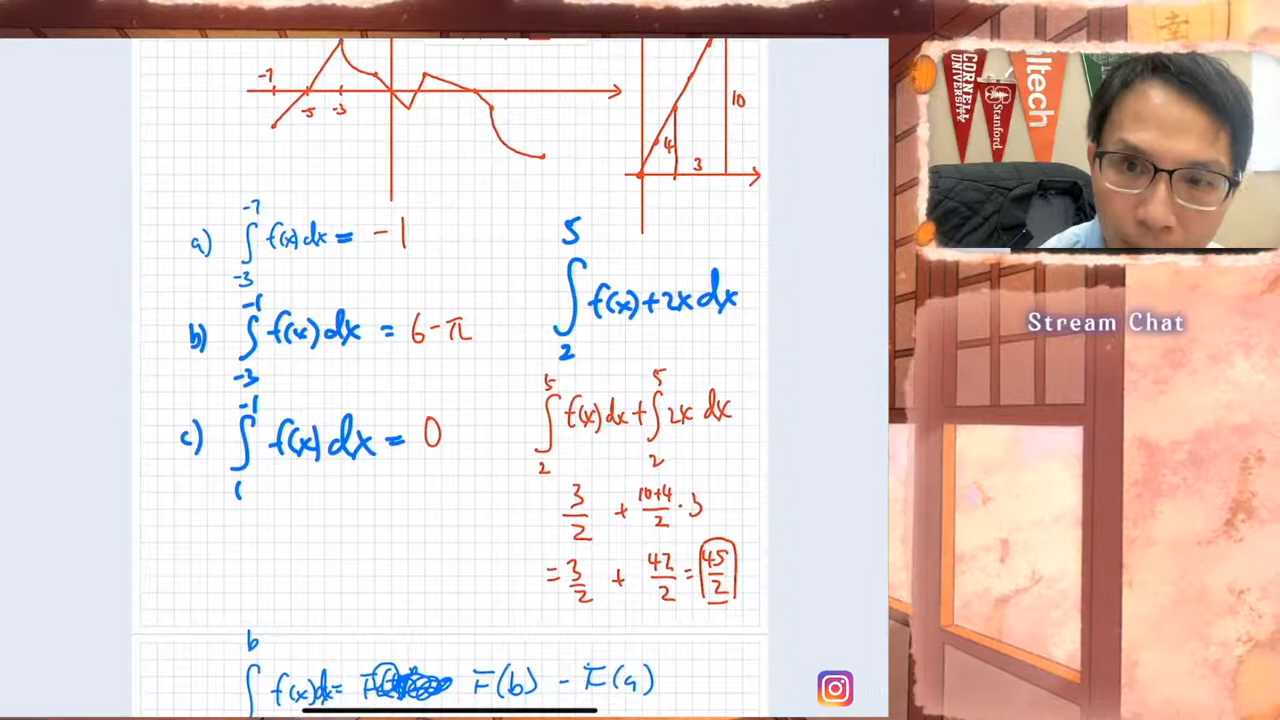 幸
CORNELL UNIVERSITY
Stanford
ltech
-7
-5
-3
10
4
3
a) ∫_{-3}^{-7} f(x) dx = -1
b) ∫_{-3}^{-1} f(x) dx = 6 - π
c) ∫_{1}^{-1} f(x) dx = 0
∫_{2}^{5} f(x) + 2x dx
∫_{2}^{5} f(x) dx + ∫_{2}^{5} 2x dx
3/2 + (10+4)/2 · 3
= 3/2 + 42/2 = 45/2
∫^{b} f(x) dx = F(b) - F(a)
Stream Chat